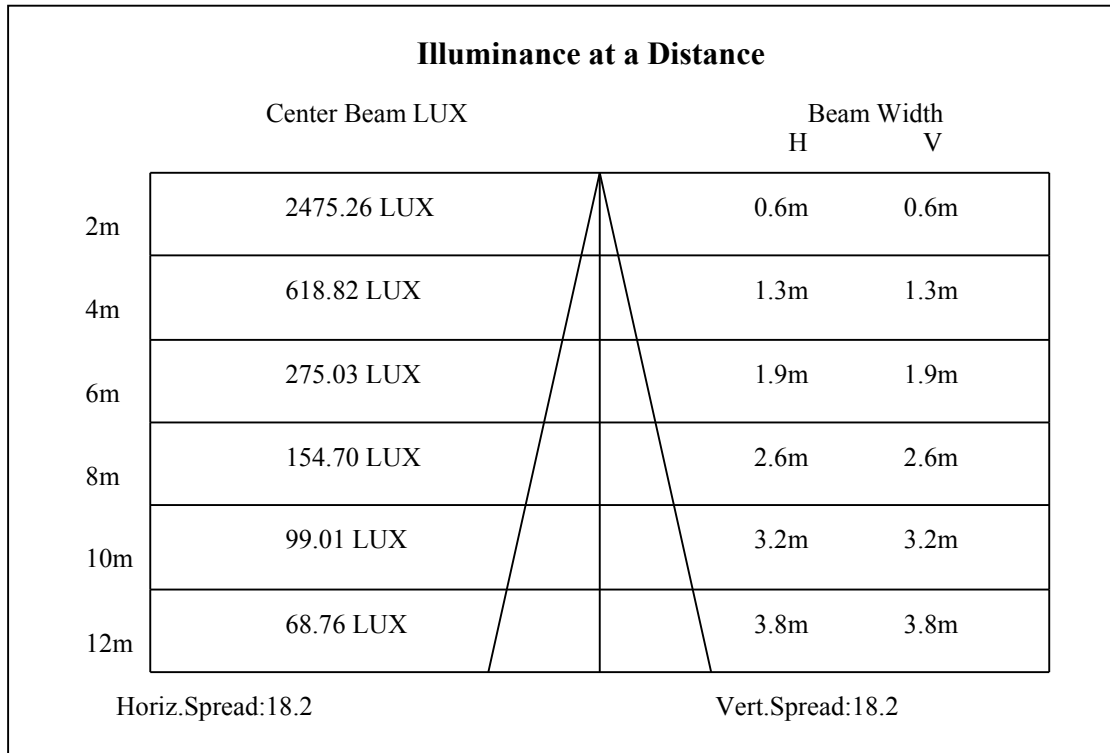 Illuminance at a Distance
Center Beam LUX Beam Width
H V
2m 2475.26 LUX 0.6m 0.6m
4m 618.82 LUX 1.3m 1.3m
6m 275.03 LUX 1.9m 1.9m
8m 154.70 LUX 2.6m 2.6m
10m 99.01 LUX 3.2m 3.2m
12m 68.76 LUX 3.8m 3.8m
Horiz.Spread:18.2 Vert.Spread:18.2